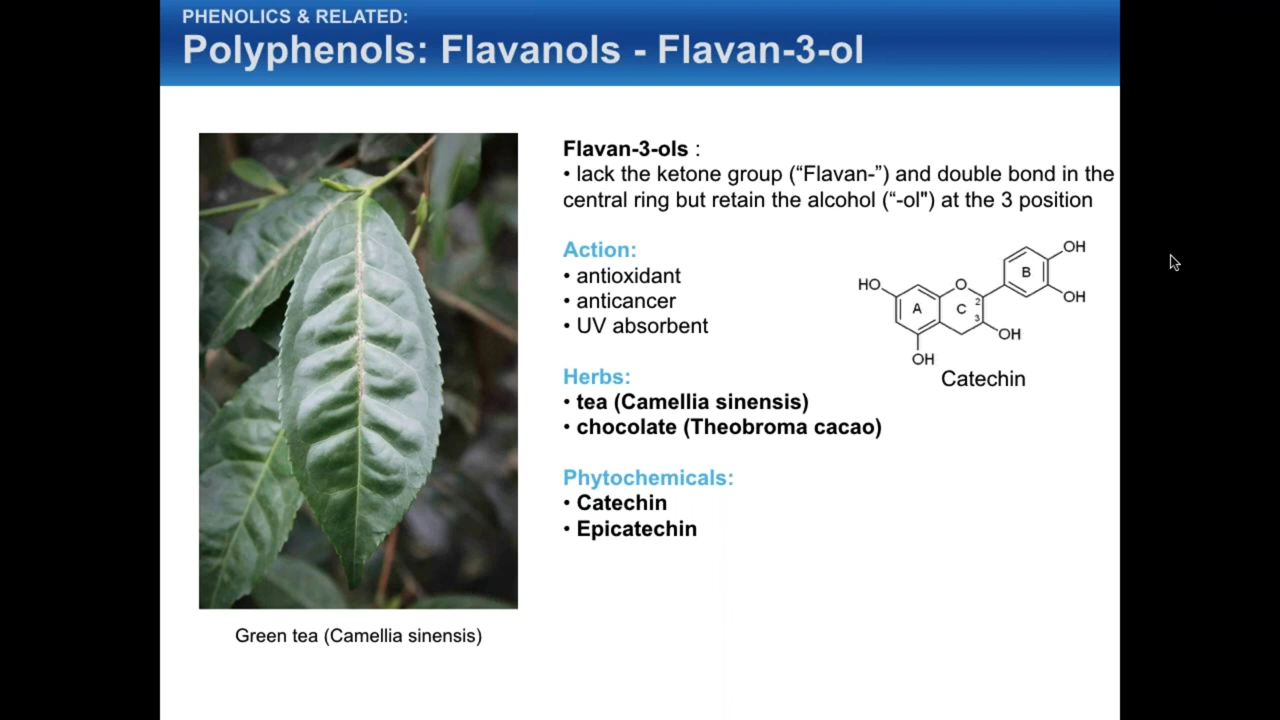 PHENOLICS & RELATED:
Polyphenols: Flavanols - Flavan-3-ol
Flavan-3-ols :
• lack the ketone group (“Flavan-”) and double bond in the
central ring but retain the alcohol (“-ol") at the 3 position
Action:
• antioxidant
• anticancer
• UV absorbent
Herbs:
• tea (Camellia sinensis)
• chocolate (Theobroma cacao)
Phytochemicals:
• Catechin
• Epicatechin
OH
B
HO
O
OH
A
C
2
3
OH
OH
Catechin
Green tea (Camellia sinensis)